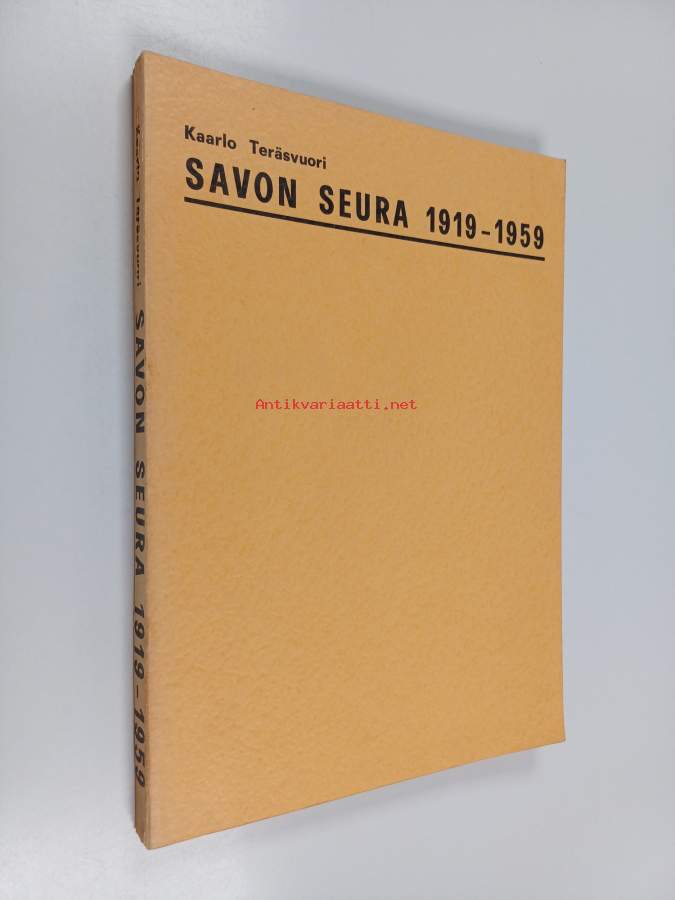 Kaarlo Teräsvuori
SAVON SEURA 1919-1959
Antikvariaatti.net
Kaarlo Teräsvuori SAVON SEURA 1919-1959